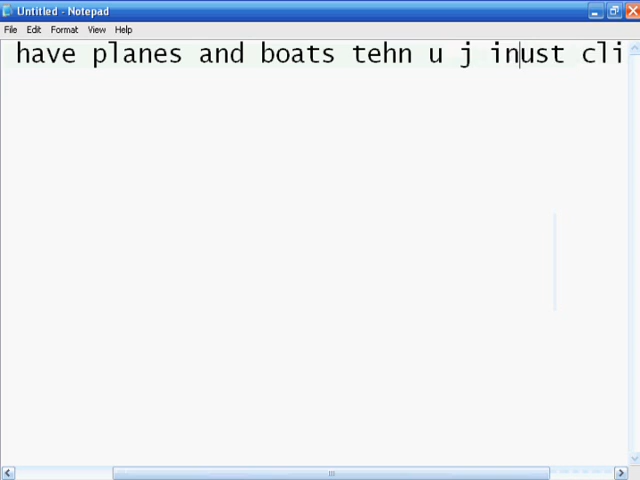 Untitled - Notepad
File Edit Format View Help
have planes and boats tehn u j inust cli